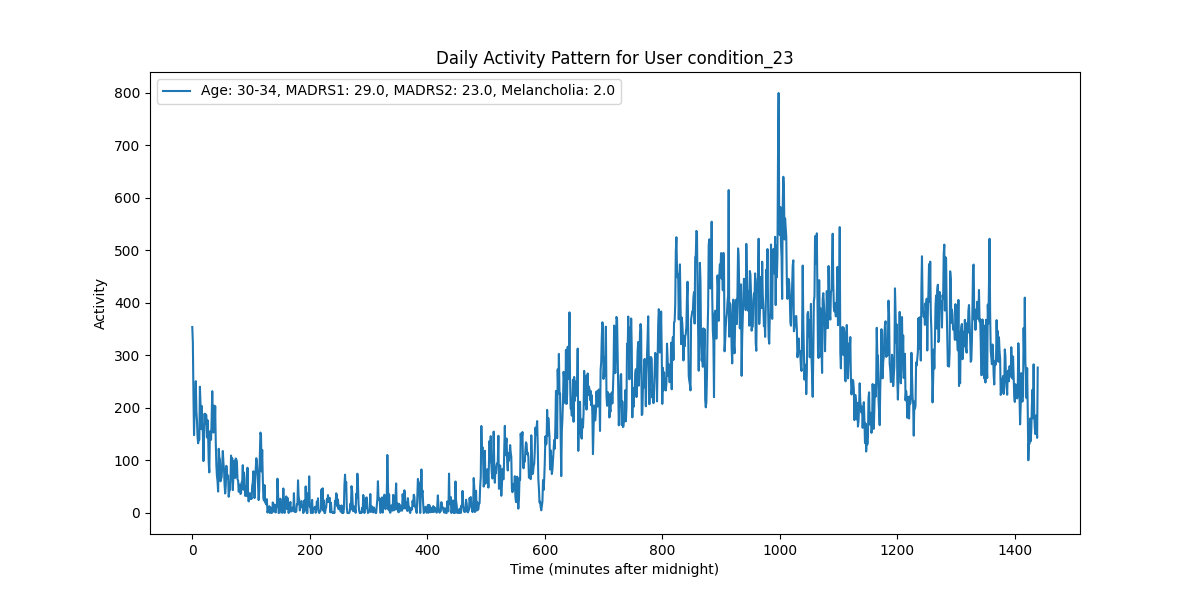 Daily Activity Pattern for User condition_23
Age: 30-34, MADRS1: 29.0, MADRS2: 23.0, Melancholia: 2.0
Activity
800
700
600
500
400
300
200
100
0
0 200 400 600 800 1000 1200 1400
Time (minutes after midnight)